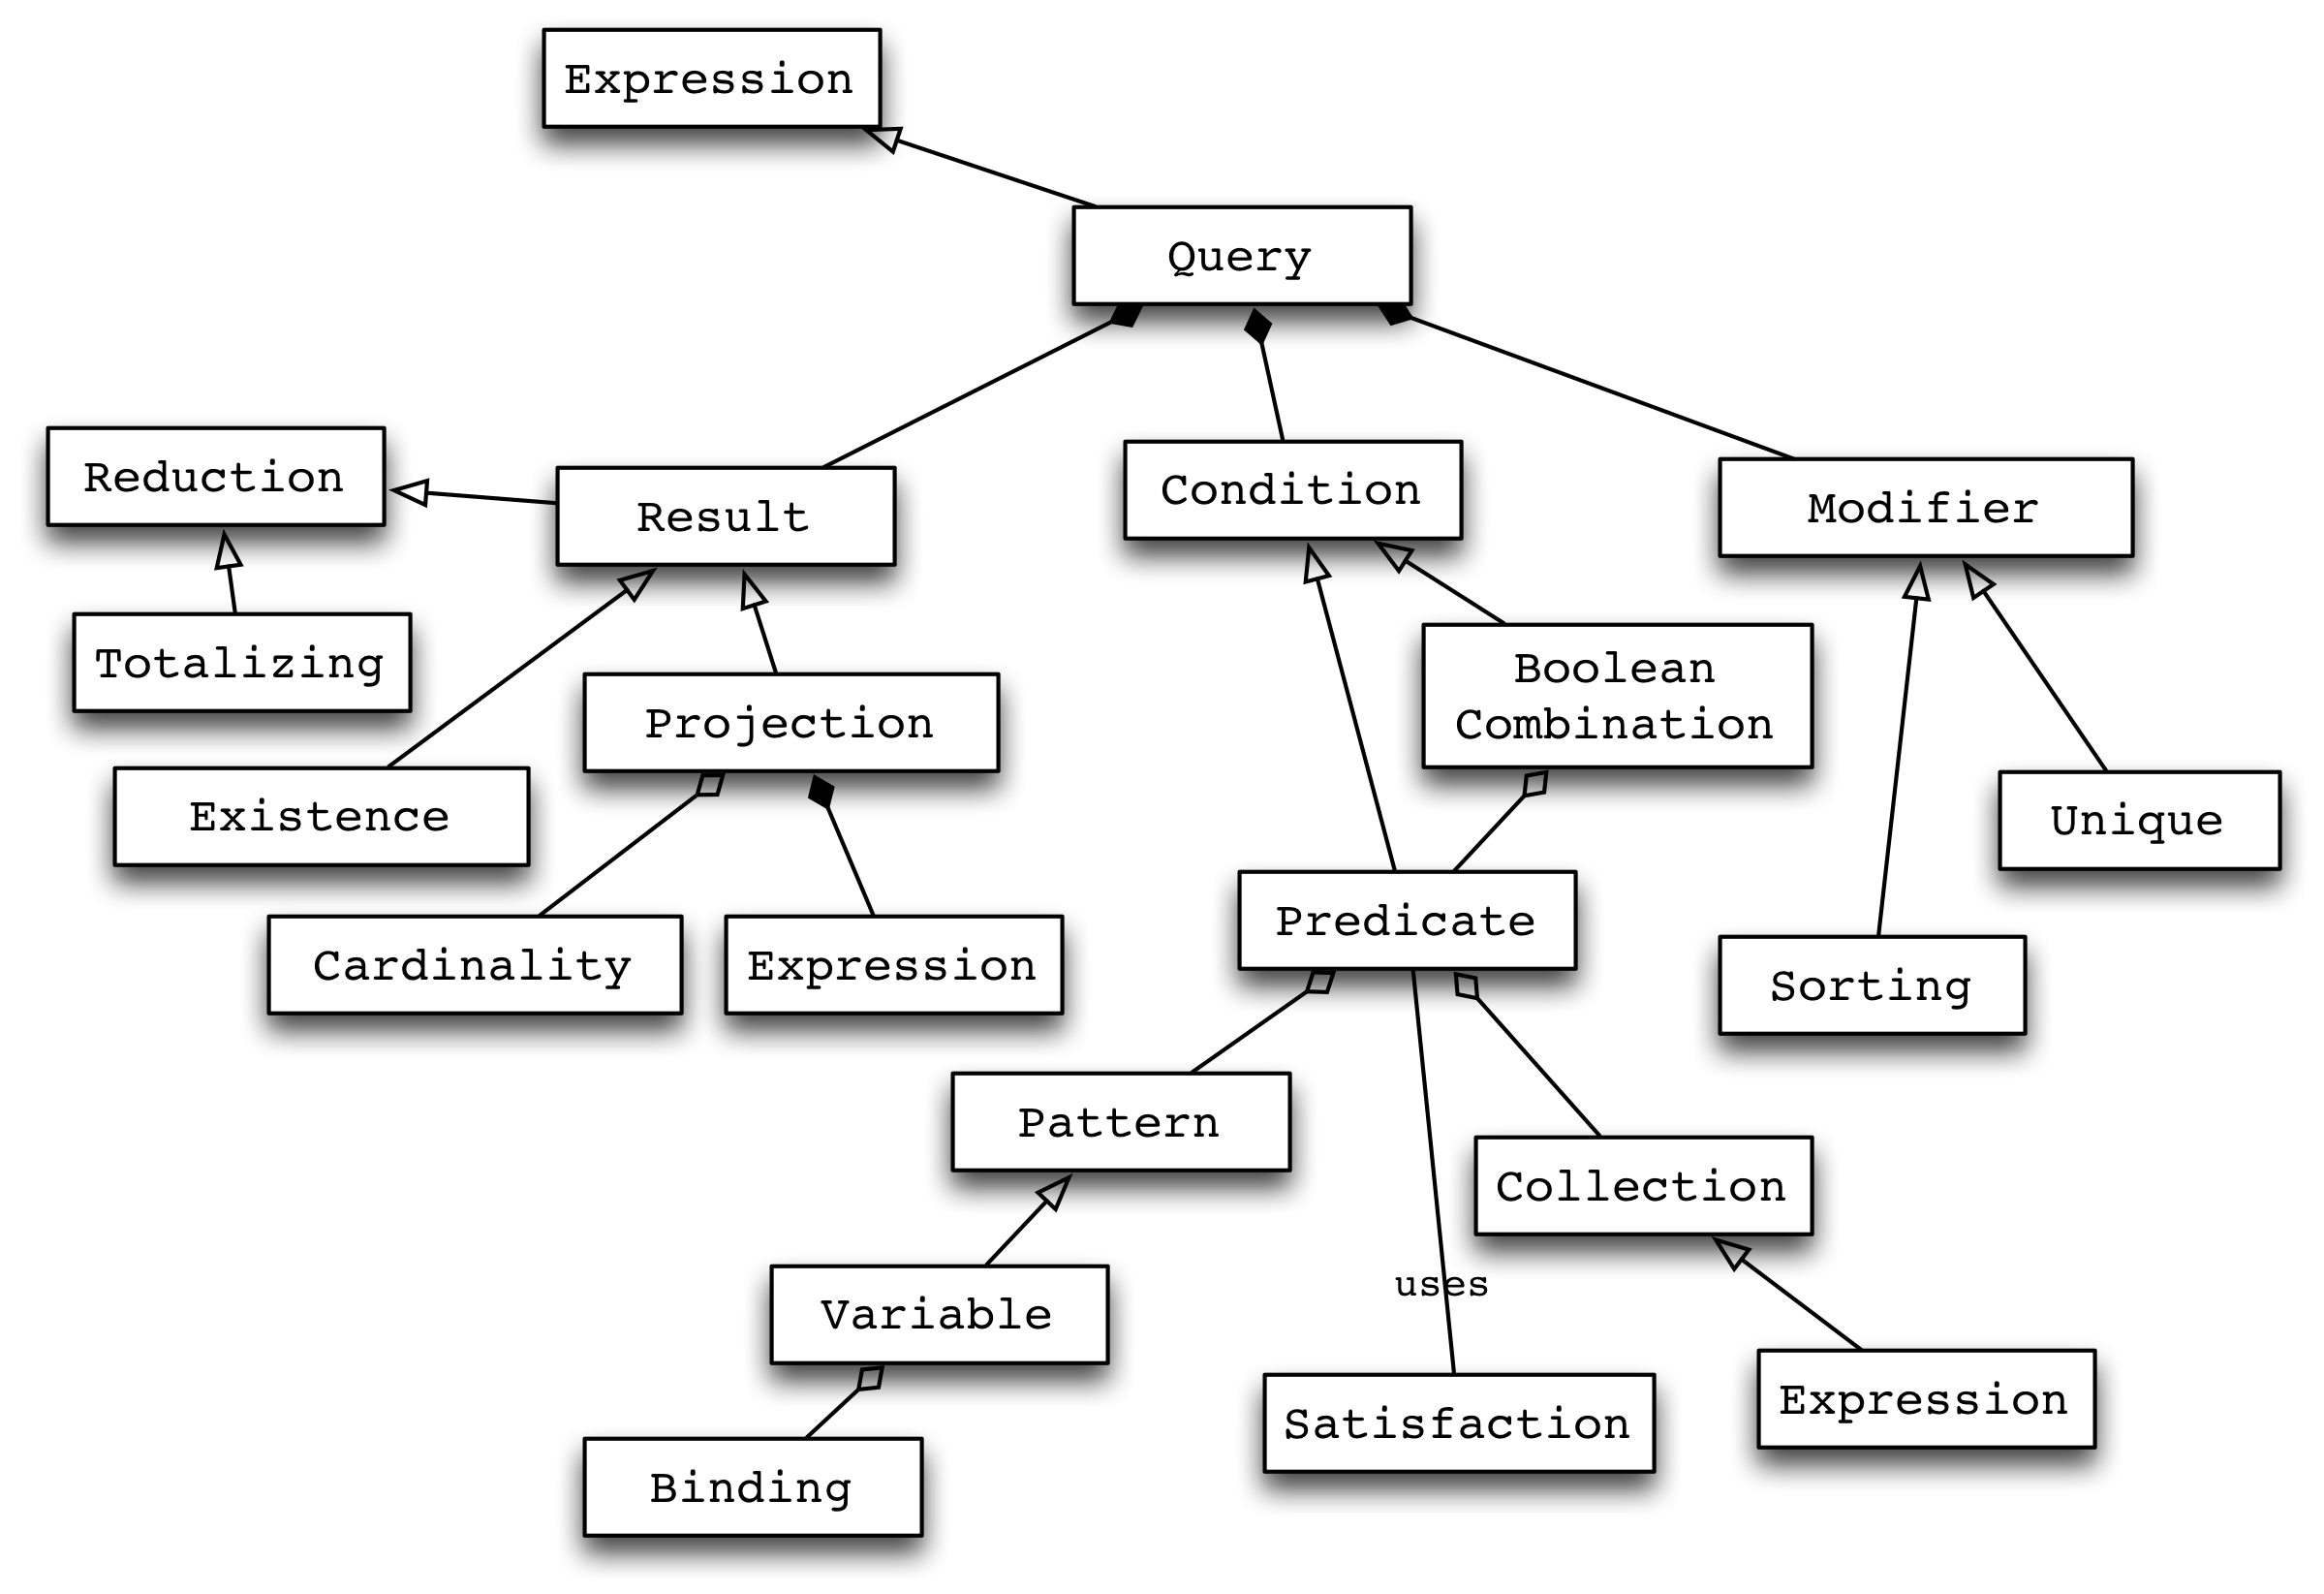 Expression
Query
Reduction
Result
Condition
Modifier
Totalizing
Projection
Boolean
Combination
Existence
Unique
Cardinality
Expression
Predicate
Sorting
Pattern
Collection
uses
Variable
Expression
Satisfaction
Binding